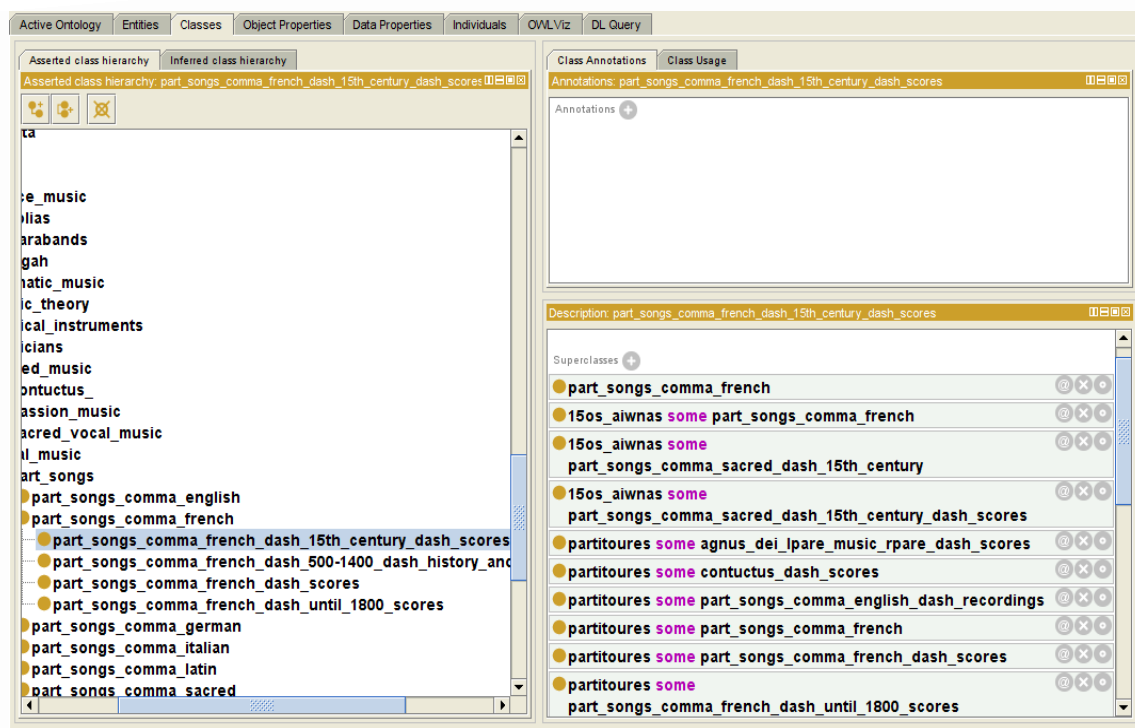 Active Ontology Entities Classes Object Properties Data Properties Individuals OWLViz DL Query
Asserted class hierarchy Inferred class hierarchy
Asserted class hierarchy: part_songs_comma_french_dash_15th_century_dash_scores
ta
ce_music
olias
arabands
gah
matic_music
ic_theory
ical_instruments
icians
ed_music
ontuctus_
assion_music
acred_vocal_music
al_music
art_songs
part_songs_comma_english
part_songs_comma_french
part_songs_comma_french_dash_15th_century_dash_scores
part_songs_comma_french_dash_500-1400_dash_history_and
part_songs_comma_french_dash_scores
part_songs_comma_french_dash_until_1800_scores
part_songs_comma_german
part_songs_comma_italian
part_songs_comma_latin
part_songs_comma_sacred
Class Annotations Class Usage
Annotations: part_songs_comma_french_dash_15th_century_dash_scores
Annotations
Description: part_songs_comma_french_dash_15th_century_dash_scores
Superclasses
part_songs_comma_french
15os_aiwnas some part_songs_comma_french
15os_aiwnas some
part_songs_comma_sacred_dash_15th_century
15os_aiwnas some
part_songs_comma_sacred_dash_15th_century_dash_scores
partitoures some agnus_dei_lpare_music_rpare_dash_scores
partitoures some contuctus_dash_scores
partitoures some part_songs_comma_english_dash_recordings
partitoures some part_songs_comma_french
partitoures some part_songs_comma_french_dash_scores
partitoures some
part_songs_comma_french_dash_until_1800_scores